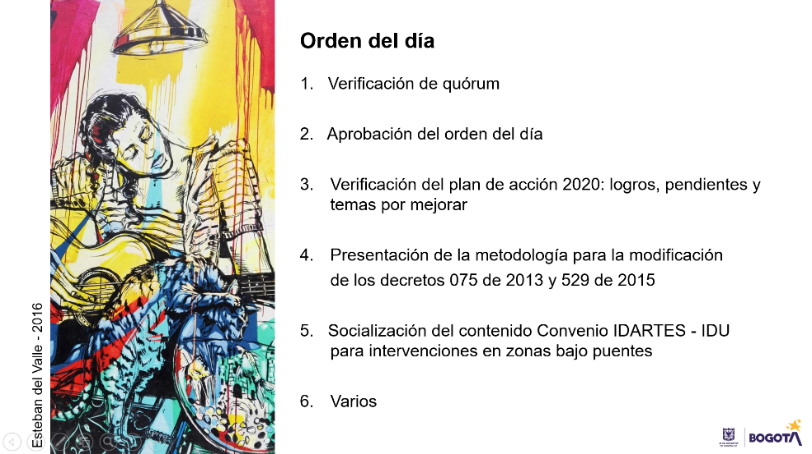 Orden del día
1. Verificación de quórum
2. Aprobación del orden del día
3. Verificación del plan de acción 2020: logros, pendientes y
temas por mejorar
4. Presentación de la metodología para la modificación
de los decretos 075 de 2013 y 529 de 2015
5. Socialización del contenido Convenio IDARTES - IDU
para intervenciones en zonas bajo puentes
6. Varios
Esteban del Valle - 2016
BOGOTÁ